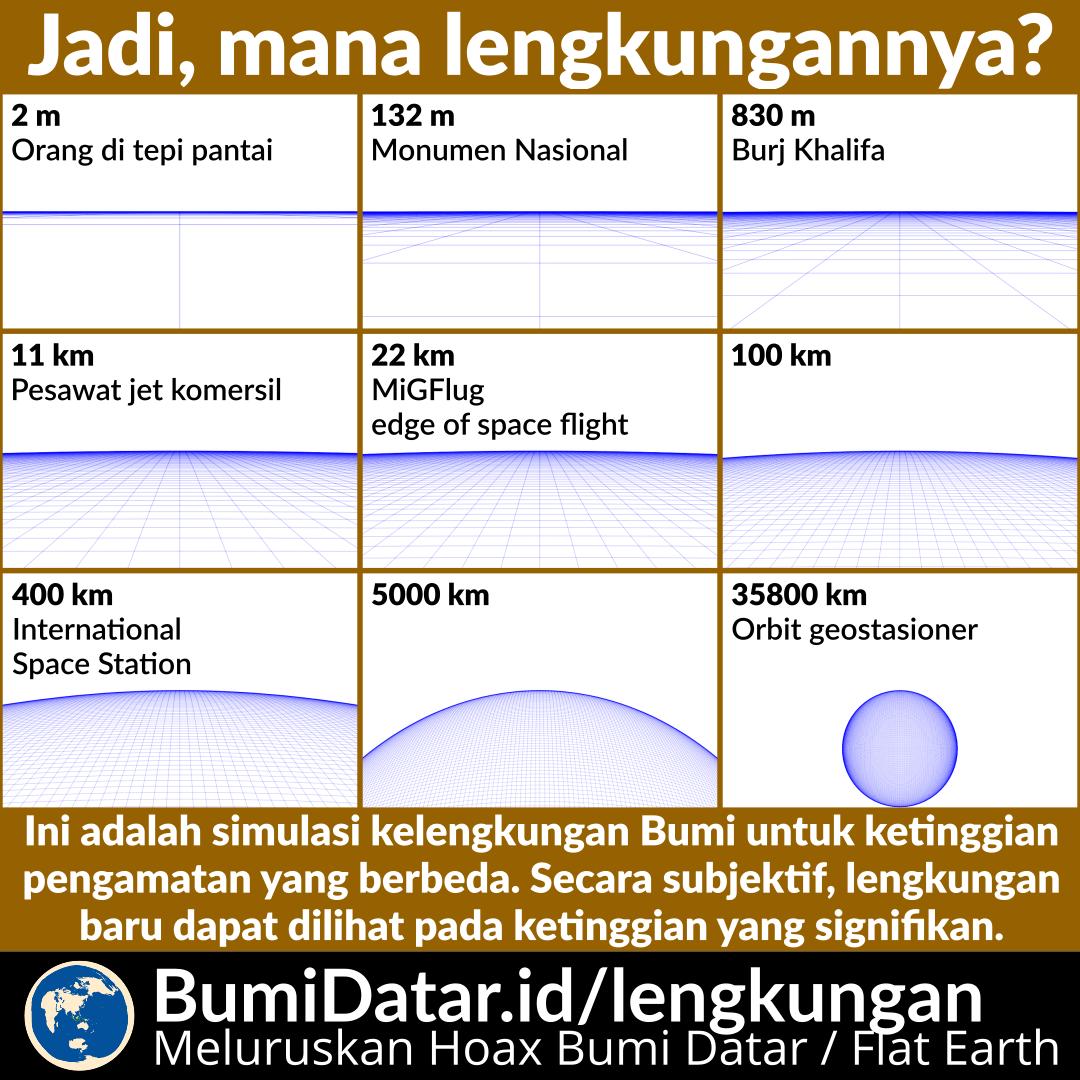 Jadi, mana lengkungannya?
2 m
Orang di tepi pantai
132 m
Monumen Nasional
830 m
Burj Khalifa
11 km
Pesawat jet komersil
22 km
MiGFlug
edge of space flight
100 km
400 km
International
Space Station
5000 km
35800 km
Orbit geostasioner
Ini adalah simulasi kelengkungan Bumi untuk ketinggian
pengamatan yang berbeda. Secara subjektif, lengkungan
baru dapat dilihat pada ketinggian yang signifikan.
BumiDatar.id/lengkungan
Meluruskan Hoax Bumi Datar / Flat Earth